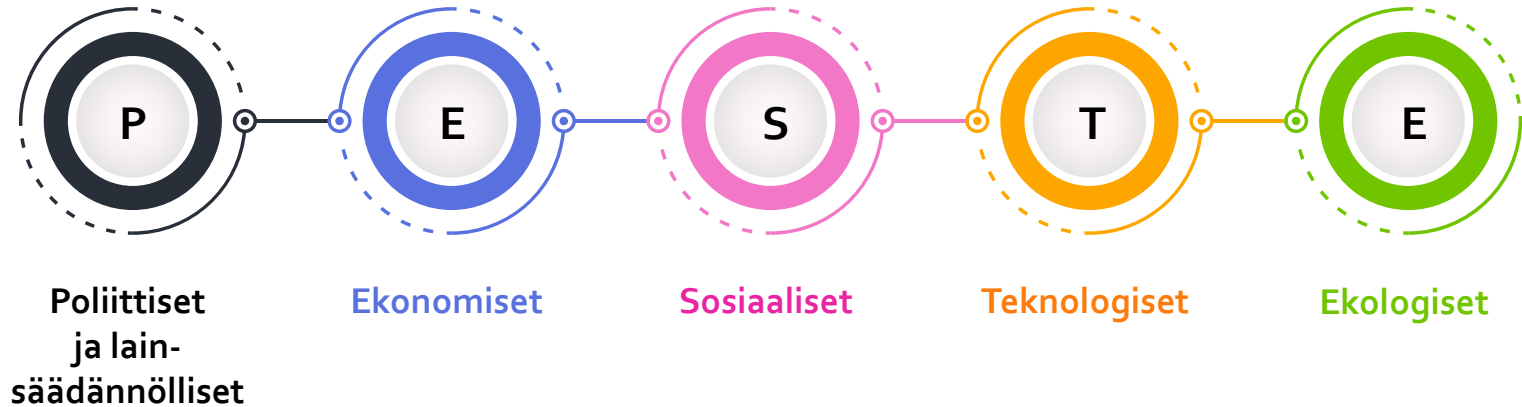 P E S T E
Poliittiset
ja lain-
säädännölliset
Ekonomiset
Sosiaaliset
Teknologiset
Ekologiset